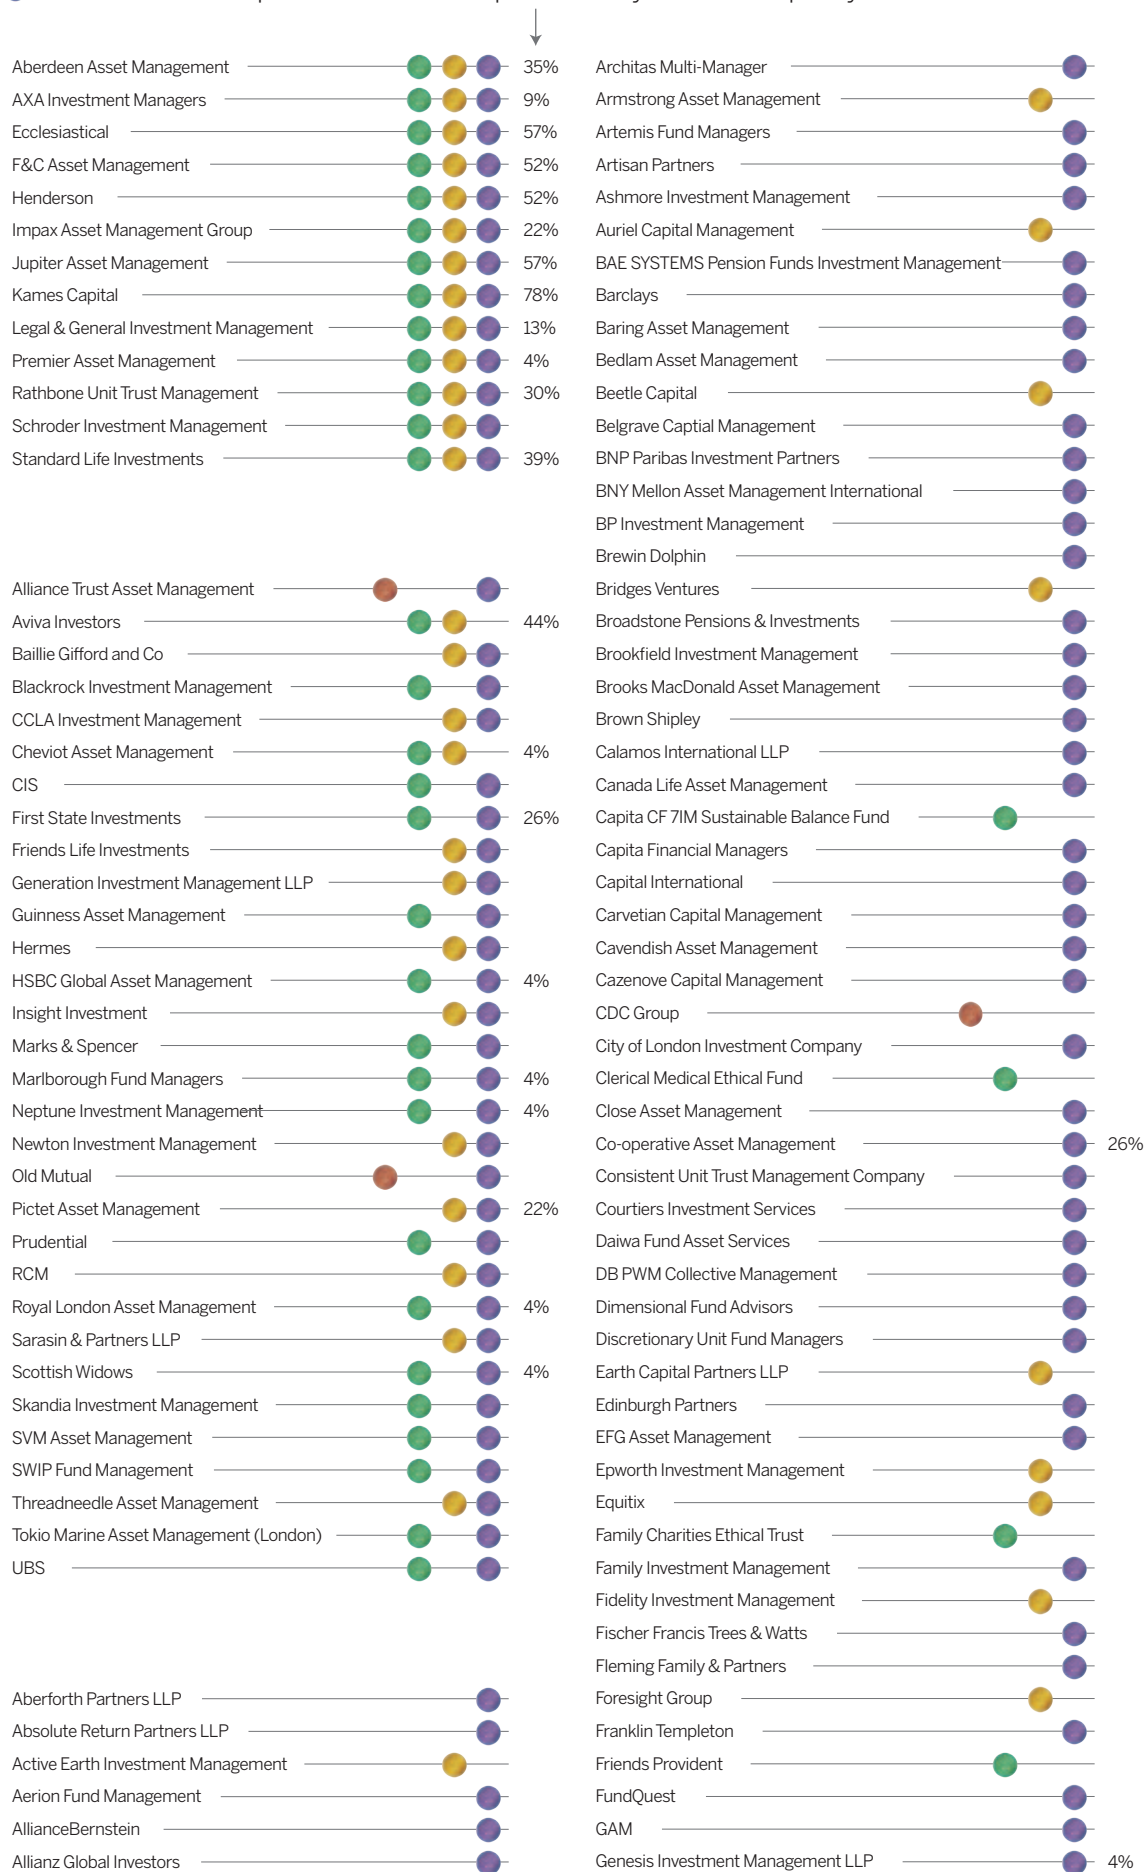 Aberdeen Asset Management 35%
AXA Investment Managers 9%
Ecclesiastical 57%
F&C Asset Management 52%
Henderson 52%
Impax Asset Management Group 22%
Jupiter Asset Management 57%
Kames Capital 78%
Legal & General Investment Management 13%
Premier Asset Management 4%
Rathbone Unit Trust Management 30%
Schroder Investment Management
Standard Life Investments 39%
Alliance Trust Asset Management
Aviva Investors 44%
Baillie Gifford and Co
Blackrock Investment Management
CCLA Investment Management
Cheviot Asset Management 4%
CIS
First State Investments 26%
Friends Life Investments
Generation Investment Management LLP
Guinness Asset Management
Hermes
HSBC Global Asset Management 4%
Insight Investment
Marks & Spencer
Marlborough Fund Managers 4%
Neptune Investment Management 4%
Newton Investment Management
Old Mutual
Pictet Asset Management 22%
Prudential
RCM
Royal London Asset Management 4%
Sarasin & Partners LLP
Scottish Widows 4%
Skandia Investment Management
SVM Asset Management
SWIP Fund Management
Threadneedle Asset Management
Tokio Marine Asset Management (London)
UBS
Aberforth Partners LLP
Absolute Return Partners LLP
Active Earth Investment Management
Aerion Fund Management
AllianceBernstein
Allianz Global Investors
Architas Multi-Manager
Armstrong Asset Management
Artemis Fund Managers
Artisan Partners
Ashmore Investment Management
Auriel Capital Management
BAE SYSTEMS Pension Funds Investment Management
Barclays
Baring Asset Management
Bedlam Asset Management
Beetle Capital
Belgrave Captial Management
BNP Paribas Investment Partners
BNY Mellon Asset Management International
BP Investment Management
Brewin Dolphin
Bridges Ventures
Broadstone Pensions & Investments
Brookfield Investment Management
Brooks MacDonald Asset Management
Brown Shipley
Calamos International LLP
Canada Life Asset Management
Capita CF 7IM Sustainable Balance Fund
Capita Financial Managers
Capital International
Carvetian Capital Management
Cavendish Asset Management
Cazenove Capital Management
CDC Group
City of London Investment Company
Clerical Medical Ethical Fund
Close Asset Management
Co-operative Asset Management 26%
Consistent Unit Trust Management Company
Courtiers Investment Services
Daiwa Fund Asset Services
DB PWM Collective Management
Dimensional Fund Advisors
Discretionary Unit Fund Managers
Earth Capital Partners LLP
Edinburgh Partners
EFG Asset Management
Epworth Investment Management
Equitix
Family Charities Ethical Trust
Family Investment Management
Fidelity Investment Management
Fischer Francis Trees & Watts
Fleming Family & Partners
Foresight Group
Franklin Templeton
Friends Provident
FundQuest
GAM
Genesis Investment Management LLP 4%